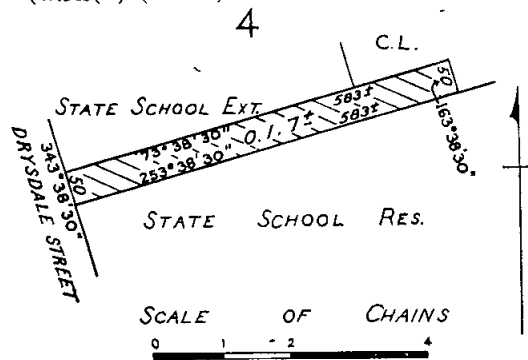 4
C.L.
STATE SCHOOL EXT.
583±
583±
50
73°38'30"
253°38'30"
0.1.7±
163°38'30"
50
343°38'30"
DRYSDALE STREET
STATE SCHOOL RES.
SCALE OF CHAINS
0 1 2 4